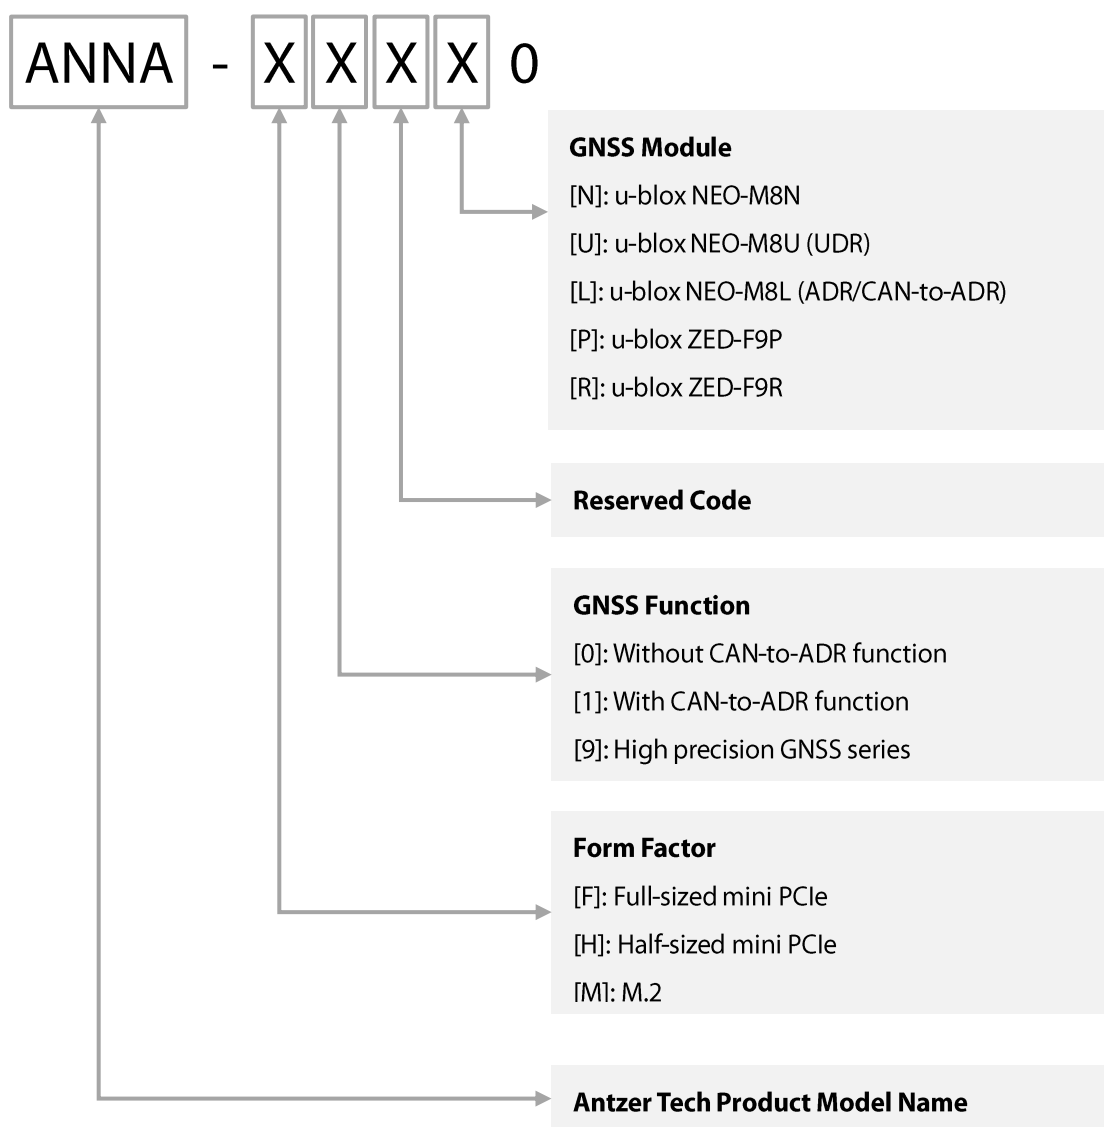 ANNA - X X X X 0
GNSS Module
[N]: u-blox NEO-M8N
[U]: u-blox NEO-M8U (UDR)
[L]: u-blox NEO-M8L (ADR/CAN-to-ADR)
[P]: u-blox ZED-F9P
[R]: u-blox ZED-F9R
Reserved Code
GNSS Function
[0]: Without CAN-to-ADR function
[1]: With CAN-to-ADR function
[9]: High precision GNSS series
Form Factor
[F]: Full-sized mini PCIe
[H]: Half-sized mini PCIe
[M]: M.2
Antzer Tech Product Model Name